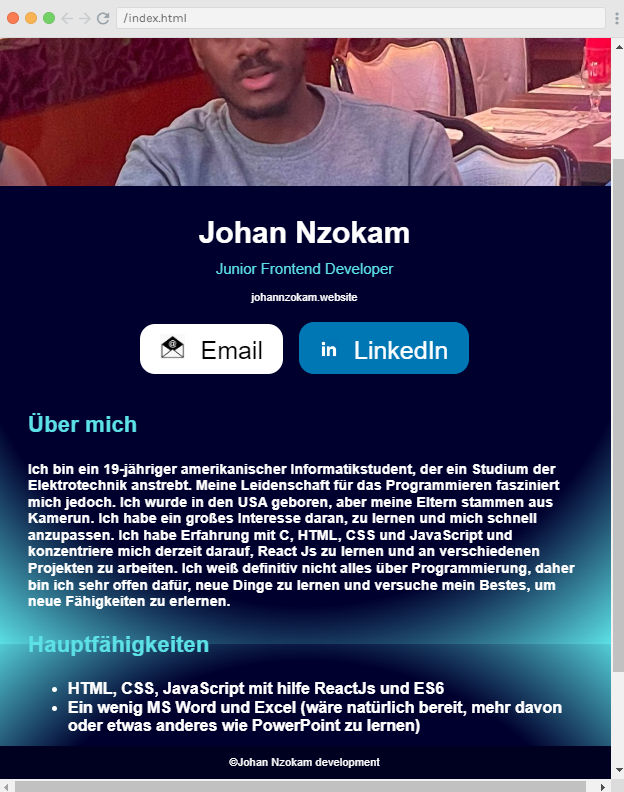 /index.html
Johan Nzokam
Junior Frontend Developer
johannzokam.website
Email
in LinkedIn
Über mich
Ich bin ein 19-jähriger amerikanischer Informatikstudent, der ein Studium der
Elektrotechnik anstrebt. Meine Leidenschaft für das Programmieren fasziniert
mich jedoch. Ich wurde in den USA geboren, aber meine Eltern stammen aus
Kamerun. Ich habe ein großes Interesse daran, zu lernen und mich schnell
anzupassen. Ich habe Erfahrung mit C, HTML, CSS und JavaScript und
konzentriere mich derzeit darauf, React Js zu lernen und an verschiedenen
Projekten zu arbeiten. Ich weiß definitiv nicht alles über Programmierung, daher
bin ich sehr offen dafür, neue Dinge zu lernen und versuche mein Bestes, um
neue Fähigkeiten zu erlernen.
Hauptfähigkeiten
• HTML, CSS, JavaScript mit hilfe ReactJs und ES6
• Ein wenig MS Word und Excel (wäre natürlich bereit, mehr davon
oder etwas anderes wie PowerPoint zu lernen)
©Johan Nzokam development